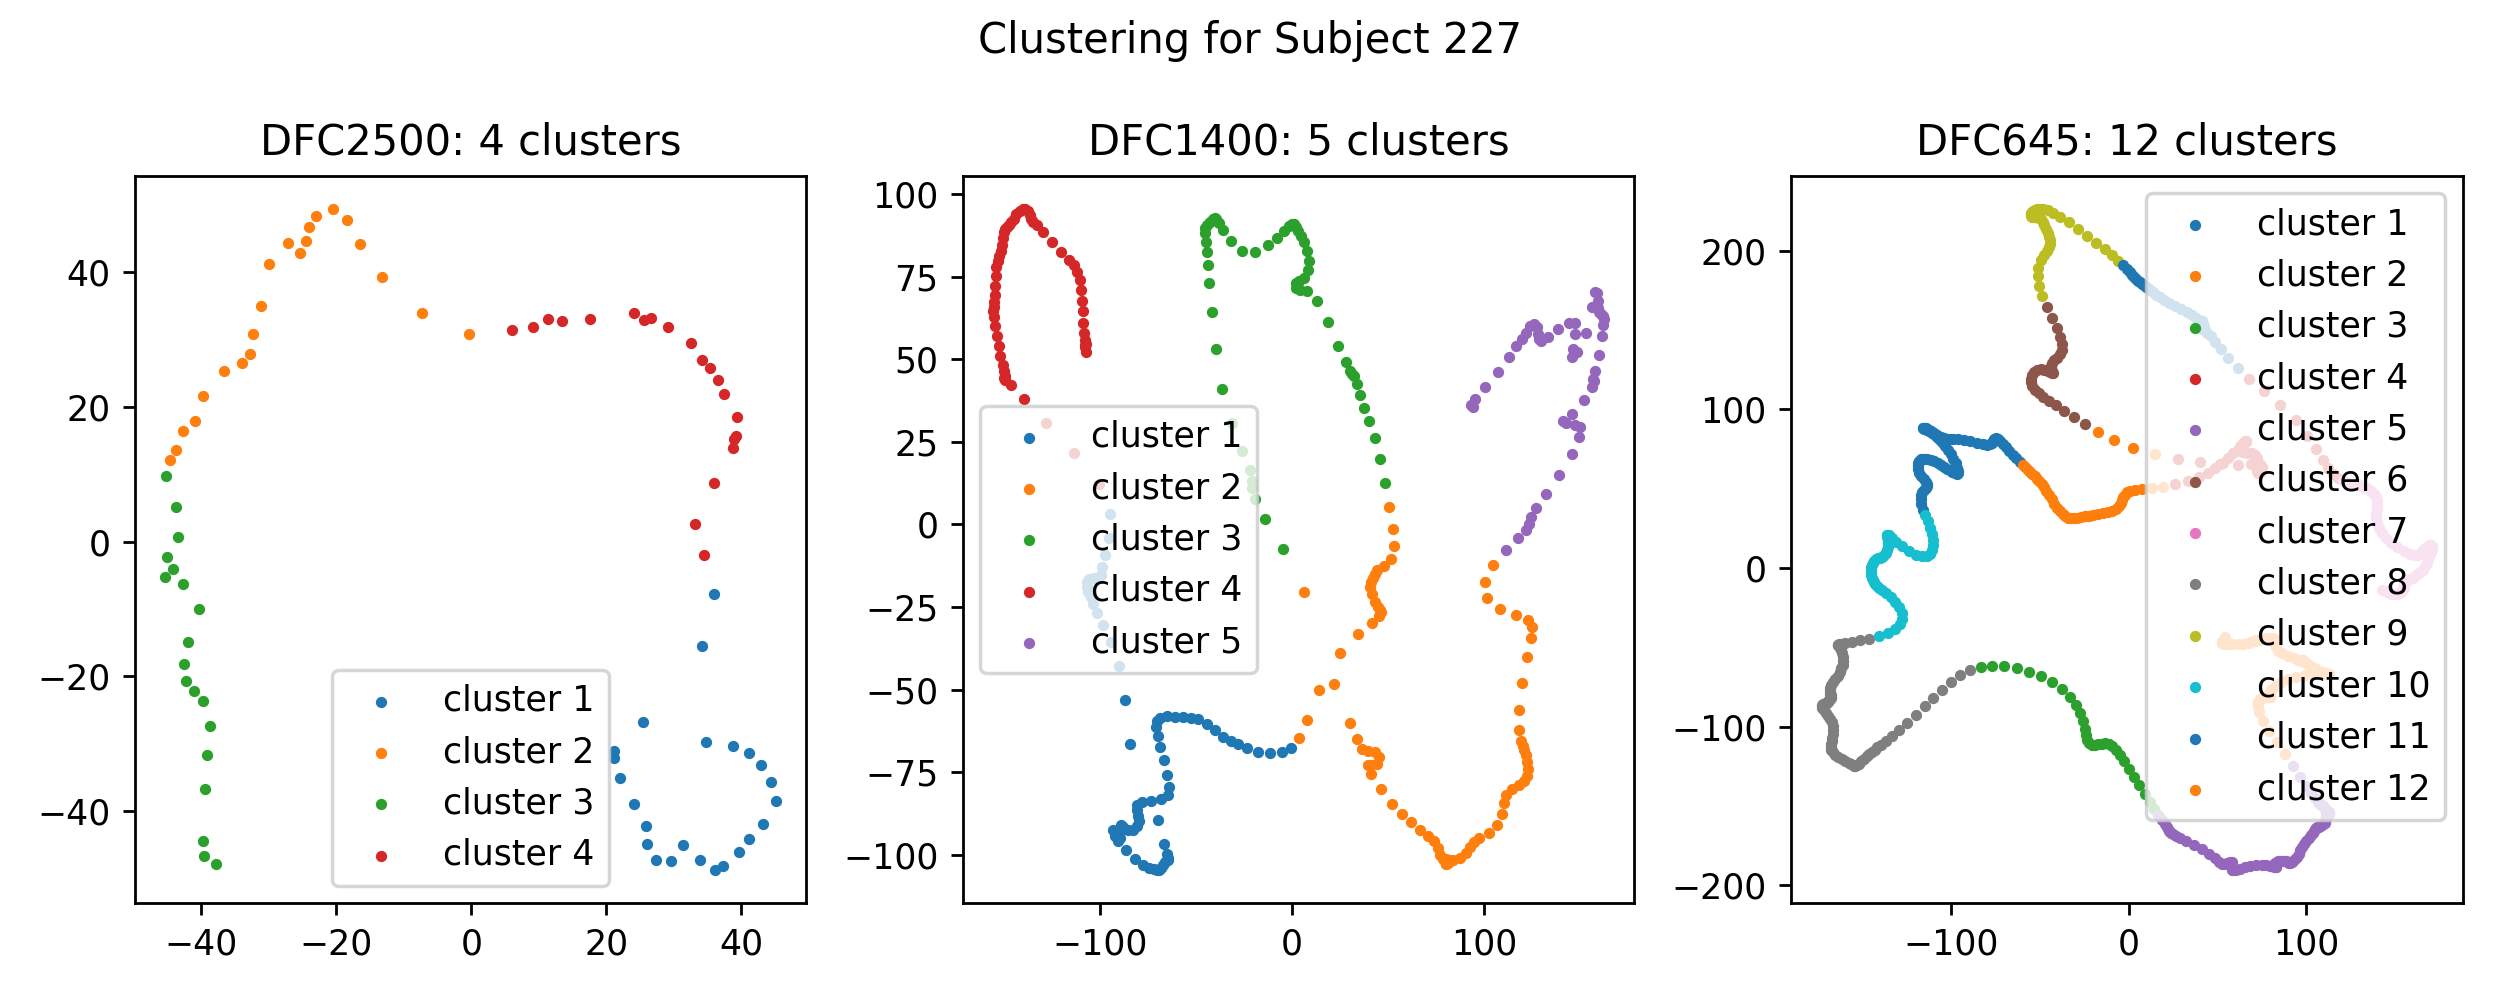 Clustering for Subject 227
DFC2500: 4 clusters
40
20
0
−20
−40
−40
−20
0
20
40
cluster 1
cluster 2
cluster 3
cluster 4
DFC1400: 5 clusters
100
75
50
25
0
−25
−50
−75
−100
−100
0
100
cluster 1
cluster 2
cluster 3
cluster 4
cluster 5
DFC645: 12 clusters
200
100
0
−100
−200
−100
0
100
cluster 1
cluster 2
cluster 3
cluster 4
cluster 5
cluster 6
cluster 7
cluster 8
cluster 9
cluster 10
cluster 11
cluster 12